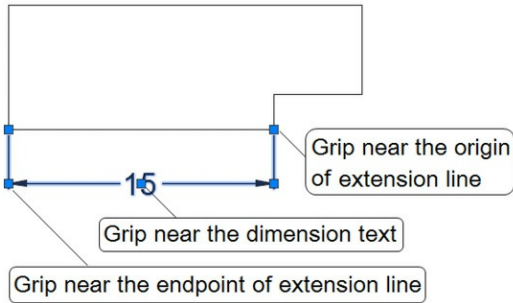 Grip near the origin
of extension line
15
Grip near the dimension text
Grip near the endpoint of extension line